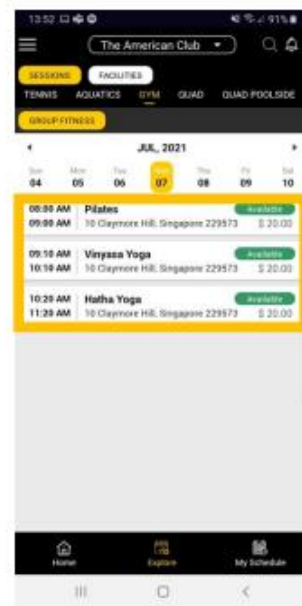 13:52
91%
The American Club
SESSIONS FACILITIES
TENNIS AQUATICS GYM QUAD QUAD POOLSIDE
GROUP FITNESS
JUL, 2021
Sun Mon Tue Wed Thu Fri Sat
04 05 06 07 08 09 10
08:00 AM Pilates Available
09:00 AM 10 Claymore Hill, Singapore 229573 $ 20.00
09:10 AM Vinyasa Yoga Available
10:10 AM 10 Claymore Hill, Singapore 229573 $ 20.00
10:20 AM Hatha Yoga Available
11:20 AM 10 Claymore Hill, Singapore 229573 $ 20.00
Home Explore My Schedule